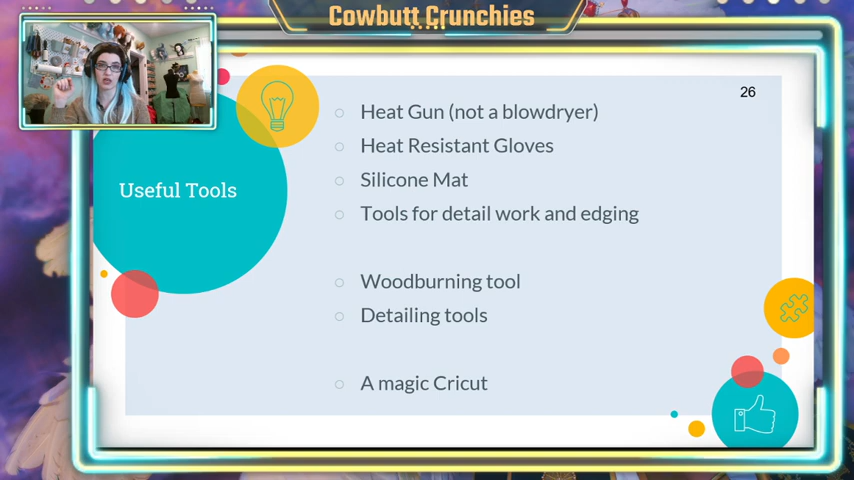 Cowbutt Crunchies
26
Heat Gun (not a blowdryer)
Heat Resistant Gloves
Useful Tools
Silicone Mat
Tools for detail work and edging
Woodburning tool
Detailing tools
A magic Cricut